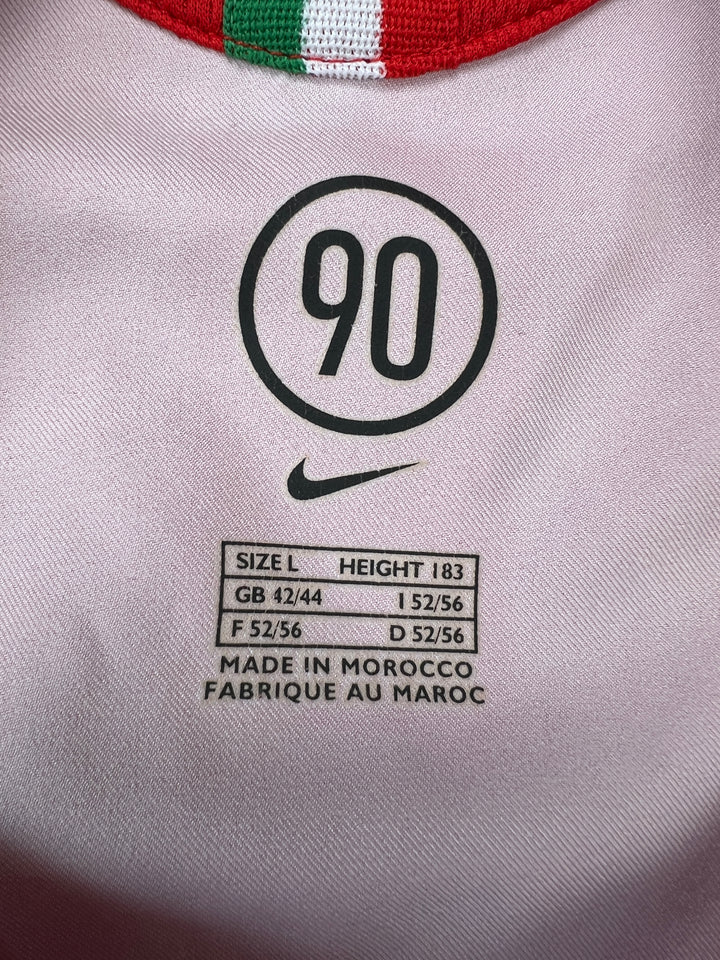 90
SIZE L HEIGHT 183
GB 42/44 I 52/56
F 52/56 D 52/56
MADE IN MOROCCO
FABRIQUE AU MAROC